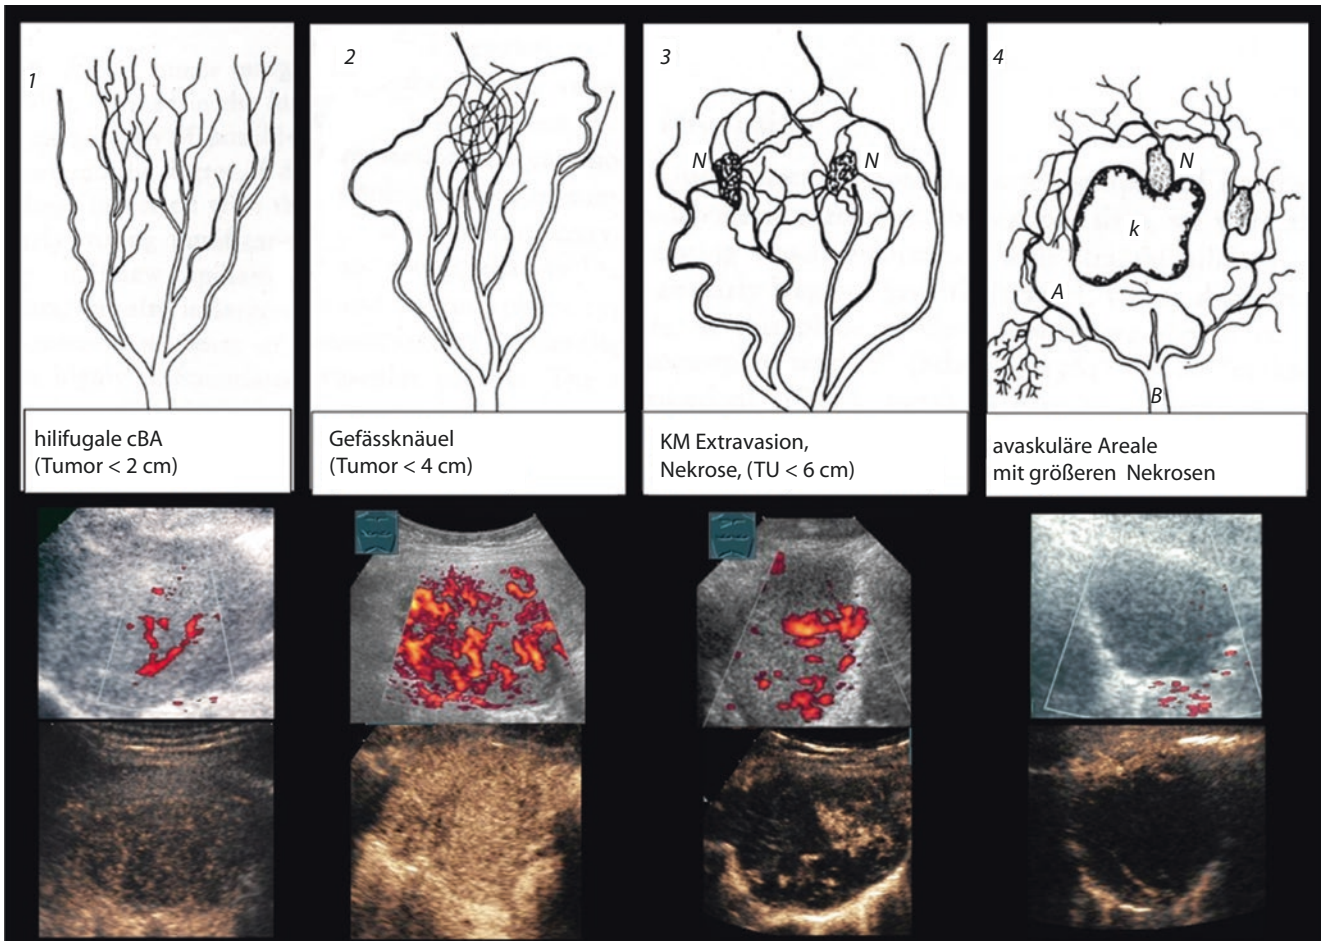 1
2
3
4
N
N
N
k
A
B
hilifugale cBA
(Tumor < 2 cm)
Gefässknäuel
(Tumor < 4 cm)
KM Extravasion,
Nekrose, (TU < 6 cm)
avaskuläre Areale
mit größeren Nekrosen